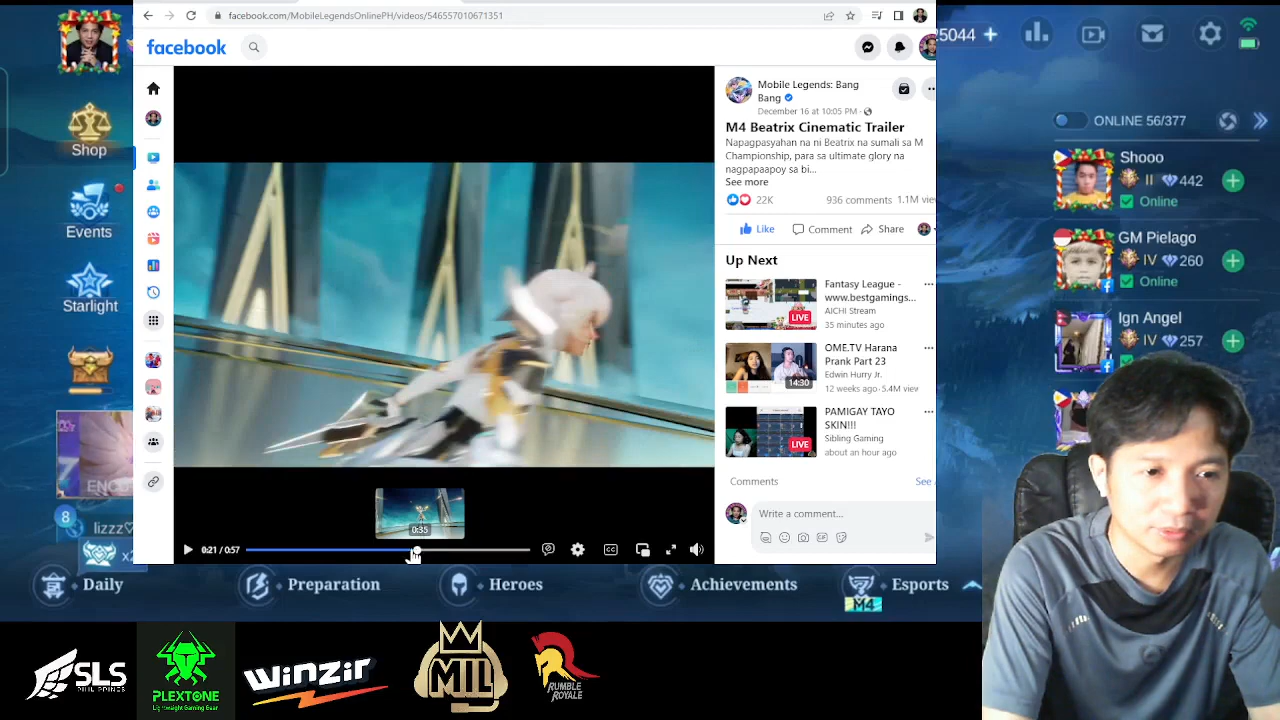 facebook.com/MobileLegendsOnlinePH/videos/546557010671351
25044
facebook
Shop
Events
Starlight
8
lizzz
0:35
0:21 / 0:57
Mobile Legends: Bang
Bang
December 16 at 10:05 PM
M4 Beatrix Cinematic Trailer
Napagpasyahan na ni Beatrix na sumali sa M
Championship, para sa ultimate glory na
nagpapaapoy sa bi...
See more
22K
936 comments
1.1M
Like
Comment
Share
Up Next
Fantasy League -
www.bestgamings...
AICHI Stream
35 minutes ago
LIVE
OME.TV Harana
Prank Part 23
Edwin Hurry Jr.
12 weeks ago · 5.4M view
14:30
PAMIGAY TAYO
SKIN!!!
Sibling Gaming
about an hour ago
LIVE
Comments
See
Write a comment...
GIF
CC
ONLINE 56/377
Shooo
II
442
Online
GM Pielago
IV
260
Online
Ign Angel
IV
257
Daily
Preparation
Heroes
Achievements
Esports
M4
SLS
PHILIPPINES
PLEXTONE
Lightweight Gaming Gear
WINZIR
MIL
RUMBLE
ROYALE